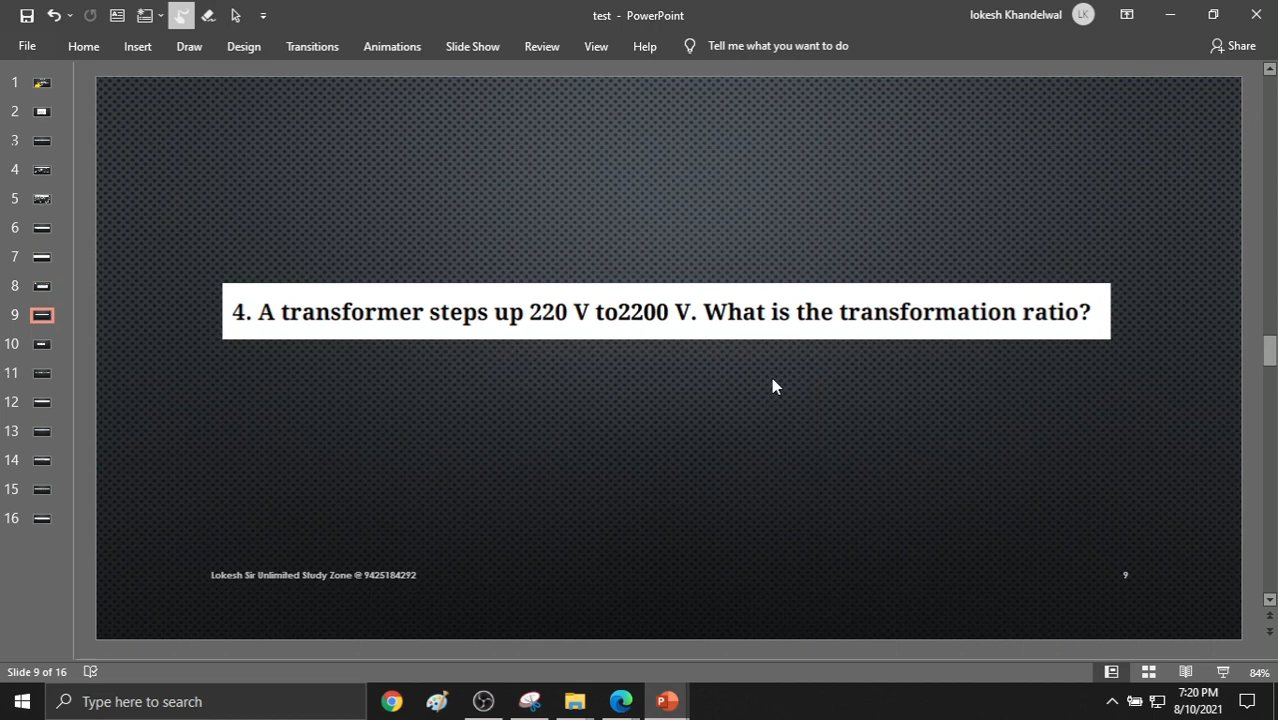 test - PowerPoint
lokesh Khandelwal LK
File Home Insert Draw Design Transitions Animations Slide Show Review View Help Tell me what you want to do Share
1
2
3
4
5
6
7
8
9
10
11
12
13
14
15
16
4. A transformer steps up 220 V to2200 V. What is the transformation ratio?
Lokesh Sir Unlimited Study Zone @ 9425184292 9
Slide 9 of 16 84%
Type here to search
7:20 PM
8/10/2021